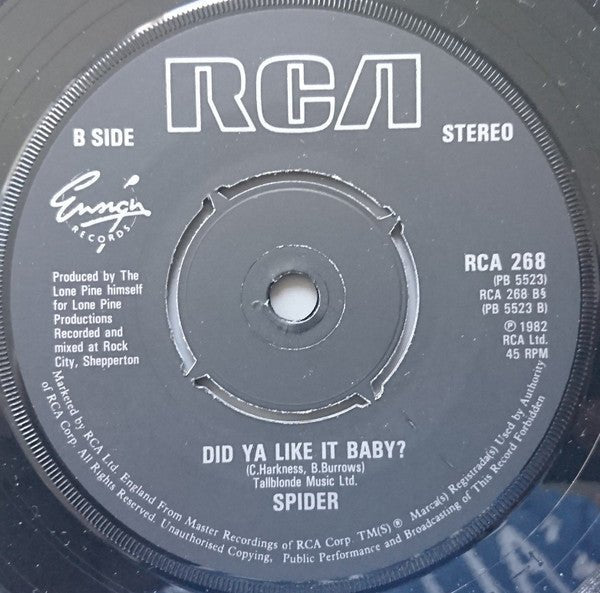 RCA
B SIDE
STEREO
Ensign
RECORDS
Produced by The
Lone Pine himself
for Lone Pine
Productions
Recorded and
mixed at Rock
City, Shepperton
RCA 268
(PB 5523)
RCA 268 B§
(PB 5523 B)
℗ 1982
RCA Ltd.
45 RPM
DID YA LIKE IT BABY?
(C.Harkness, B.Burrows)
Tallblonde Music Ltd.
SPIDER
Marketed by RCA Ltd. England From Master Recordings of RCA Corp. TM(S) ® Marca(s) Registrada(s) Used by Authority
of RCA Corp. All Rights Reserved. Unauthorised Copying, Public Performance and Broadcasting of This Record Forbidden